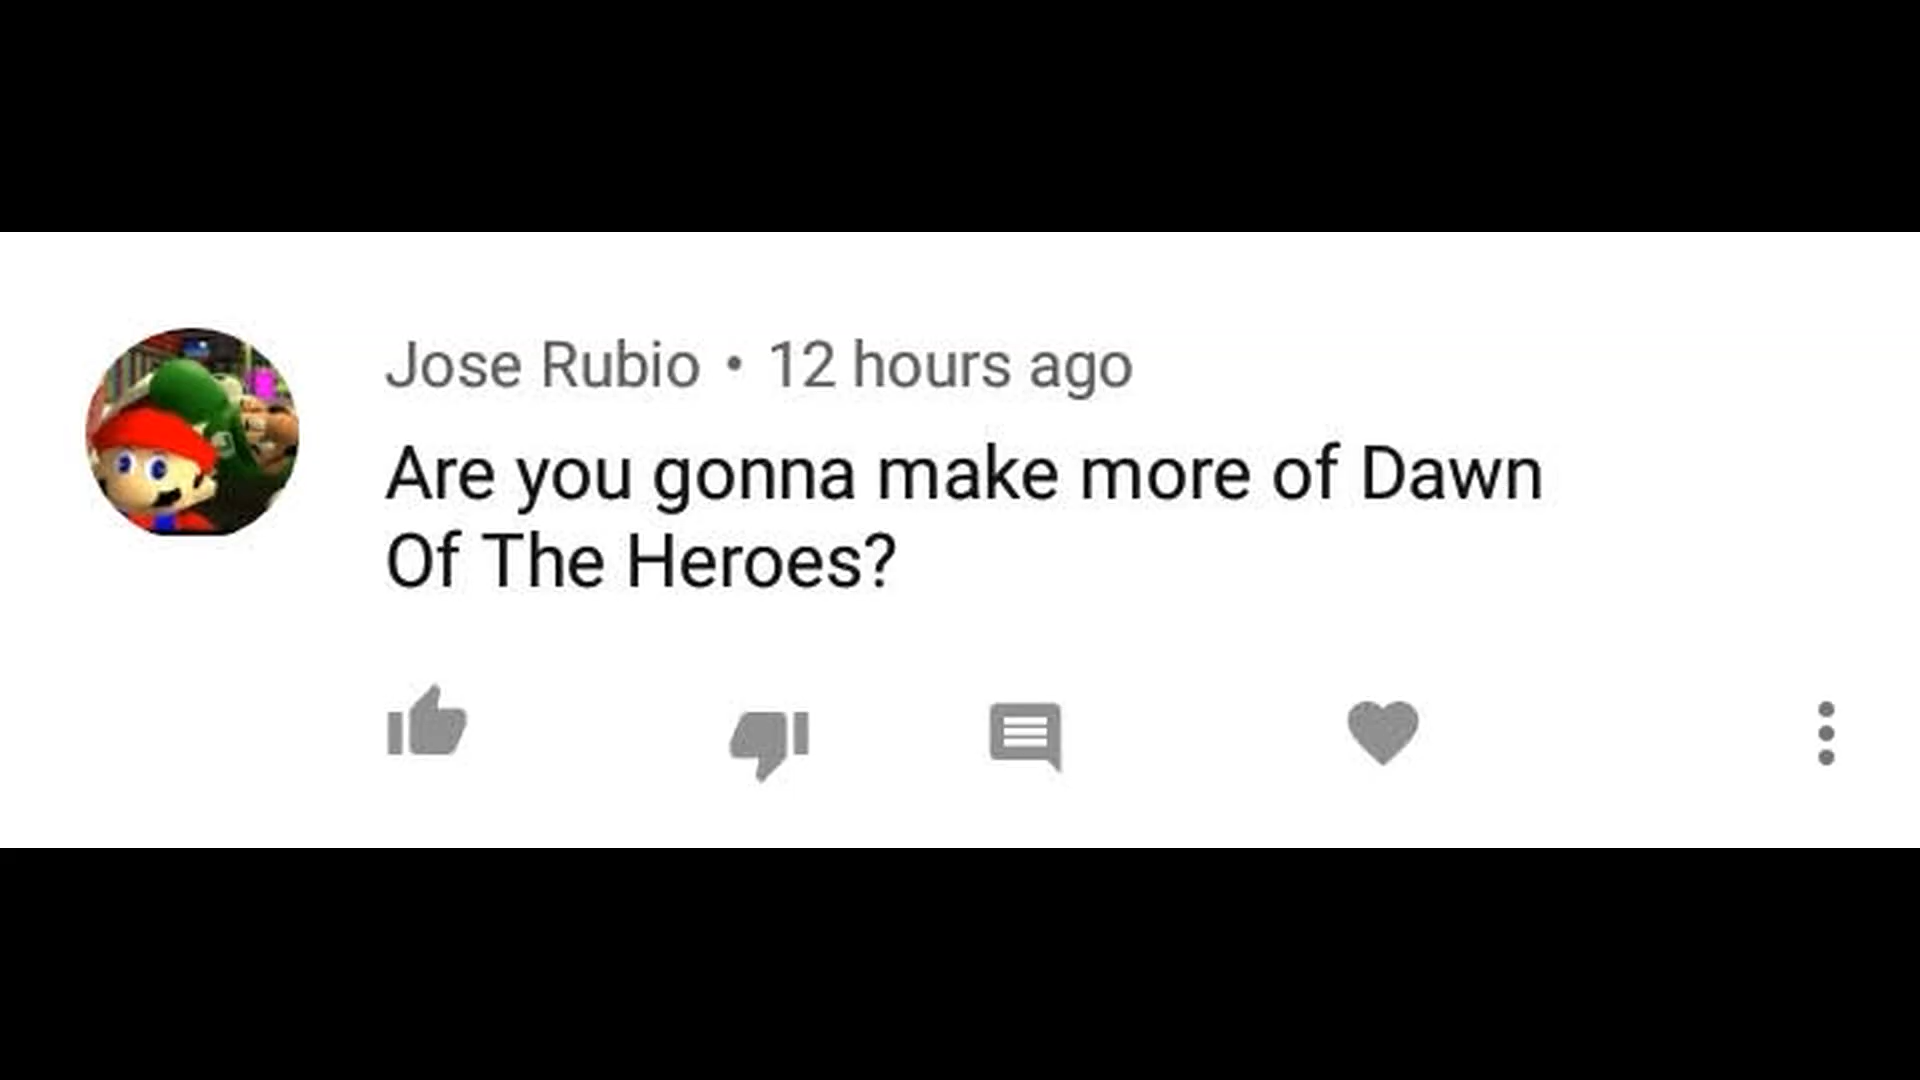 Jose Rubio • 12 hours ago
Are you gonna make more of Dawn
Of The Heroes?